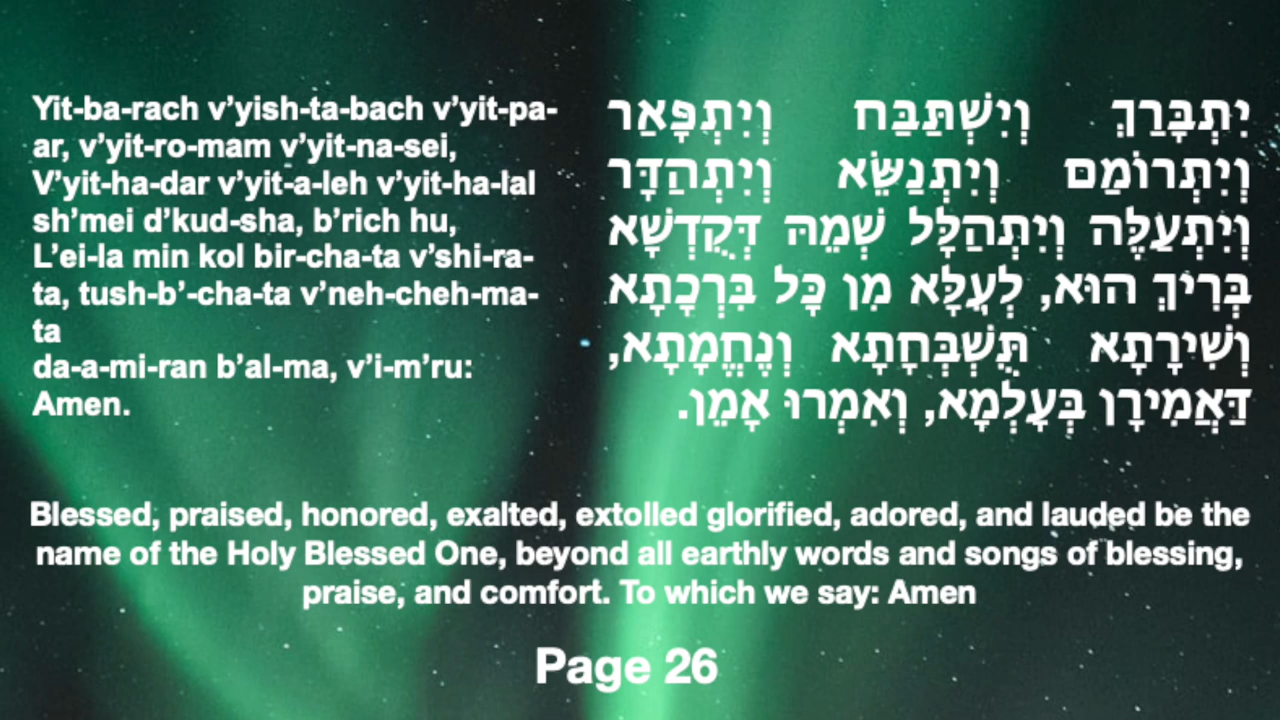 Yit-ba-rach v’yish-ta-bach v’yit-pa-
ar, v’yit-ro-mam v’yit-na-sei,
V’yit-ha-dar v’yit-a-leh v’yit-ha-lal
sh’mei d’kud-sha, b’rich hu,
L’ei-la min kol bir-cha-ta v’shi-ra-
ta, tush-b’-cha-ta v’neh-cheh-ma-
ta
da-a-mi-ran b’al-ma, v’i-m’ru:
Amen.
יִתְבָּרַךְ וְיִשְׁתַּבַּח וְיִתְפָּאַר
וְיִתְרוֹמַם וְיִתְנַשֵּׂא וְיִתְהַדָּר
וְיִתְעַלֶּה וְיִתְהַלָּל שְׁמֵהּ דְּקֻדְשָׁא
בְּרִיךְ הוּא, לְעֵלָּא מִן כָּל בִּרְכָתָא
וְשִׁירָתָא תֻּשְׁבְּחָתָא וְנֶחֱמָתָא,
דַּאֲמִירָן בְּעָלְמָא, וְאִמְרוּ אָמֵן.
Blessed, praised, honored, exalted, extolled glorified, adored, and lauded be the
name of the Holy Blessed One, beyond all earthly words and songs of blessing,
praise, and comfort. To which we say: Amen
Page 26